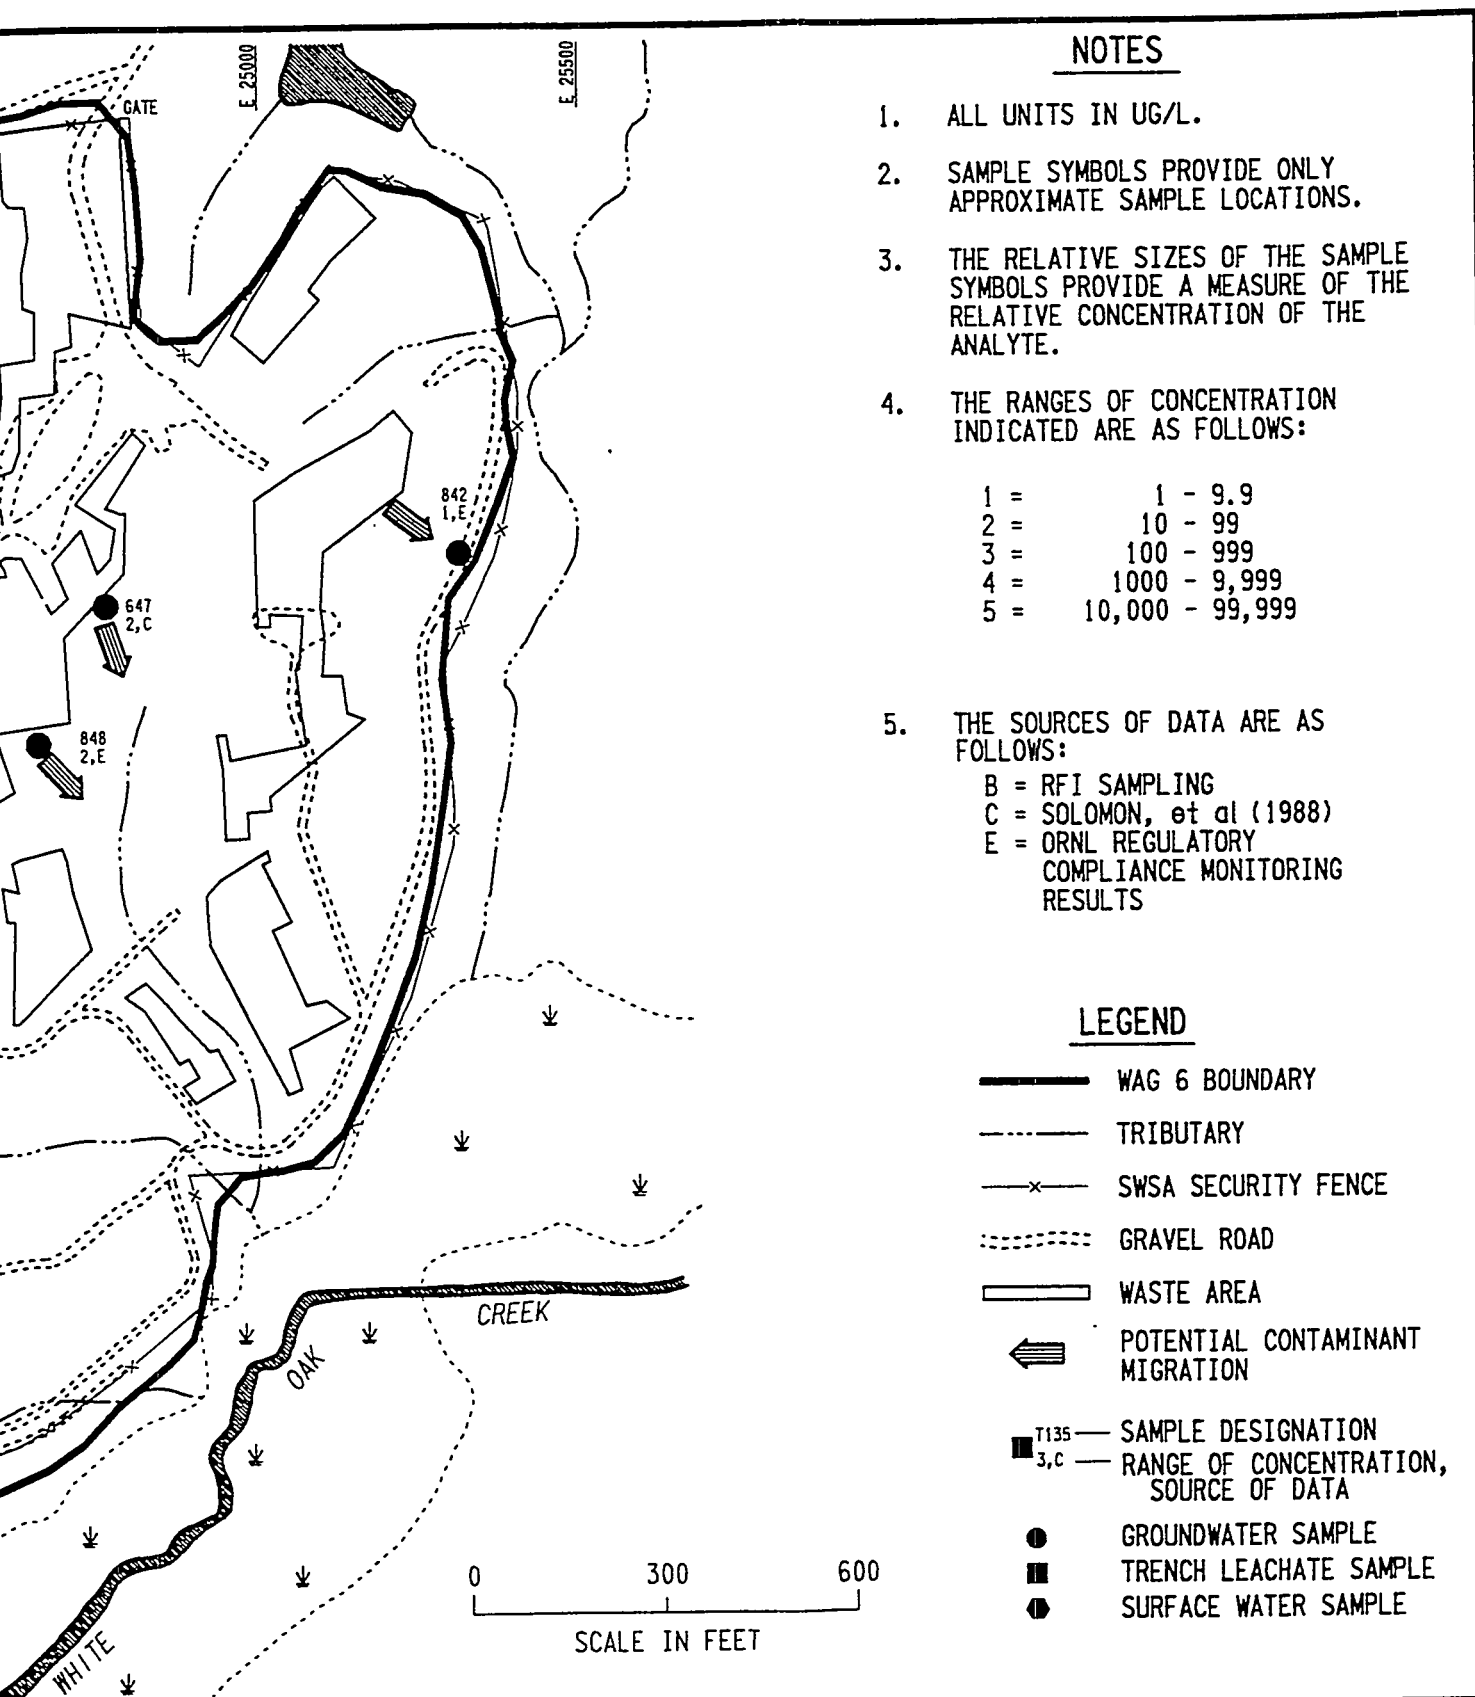 GATE
E 25000
E 25500
842
1,E
647
2,C
848
2,E
CREEK
OAK
WHITE
0 300 600
SCALE IN FEET
NOTES
1. ALL UNITS IN UG/L.
2. SAMPLE SYMBOLS PROVIDE ONLY
APPROXIMATE SAMPLE LOCATIONS.
3. THE RELATIVE SIZES OF THE SAMPLE
SYMBOLS PROVIDE A MEASURE OF THE
RELATIVE CONCENTRATION OF THE
ANALYTE.
4. THE RANGES OF CONCENTRATION
INDICATED ARE AS FOLLOWS:
1 = 1 - 9.9
2 = 10 - 99
3 = 100 - 999
4 = 1000 - 9,999
5 = 10,000 - 99,999
5. THE SOURCES OF DATA ARE AS
FOLLOWS:
B = RFI SAMPLING
C = SOLOMON, et al (1988)
E = ORNL REGULATORY
COMPLIANCE MONITORING
RESULTS
LEGEND
WAG 6 BOUNDARY
TRIBUTARY
SWSA SECURITY FENCE
GRAVEL ROAD
WASTE AREA
POTENTIAL CONTAMINANT
MIGRATION
T135 SAMPLE DESIGNATION
3,C RANGE OF CONCENTRATION,
SOURCE OF DATA
GROUNDWATER SAMPLE
TRENCH LEACHATE SAMPLE
SURFACE WATER SAMPLE